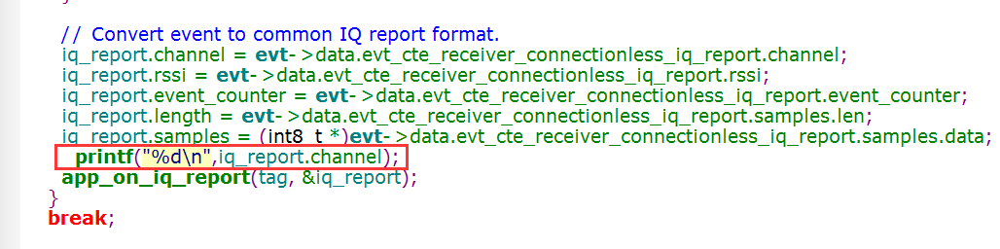 }
// Convert event to common IQ report format.
iq_report.channel = evt->data.evt_cte_receiver_connectionless_iq_report.channel;
iq_report.rssi = evt->data.evt_cte_receiver_connectionless_iq_report.rssi;
iq_report.event_counter = evt->data.evt_cte_receiver_connectionless_iq_report.event_counter;
iq_report.length = evt->data.evt_cte_receiver_connectionless_iq_report.samples.len;
iq_report.samples = (int8_t *)evt->data.evt_cte_receiver_connectionless_iq_report.samples.data;
printf("%d\n",iq_report.channel);
app_on_iq_report(tag, &iq_report);
}
break;